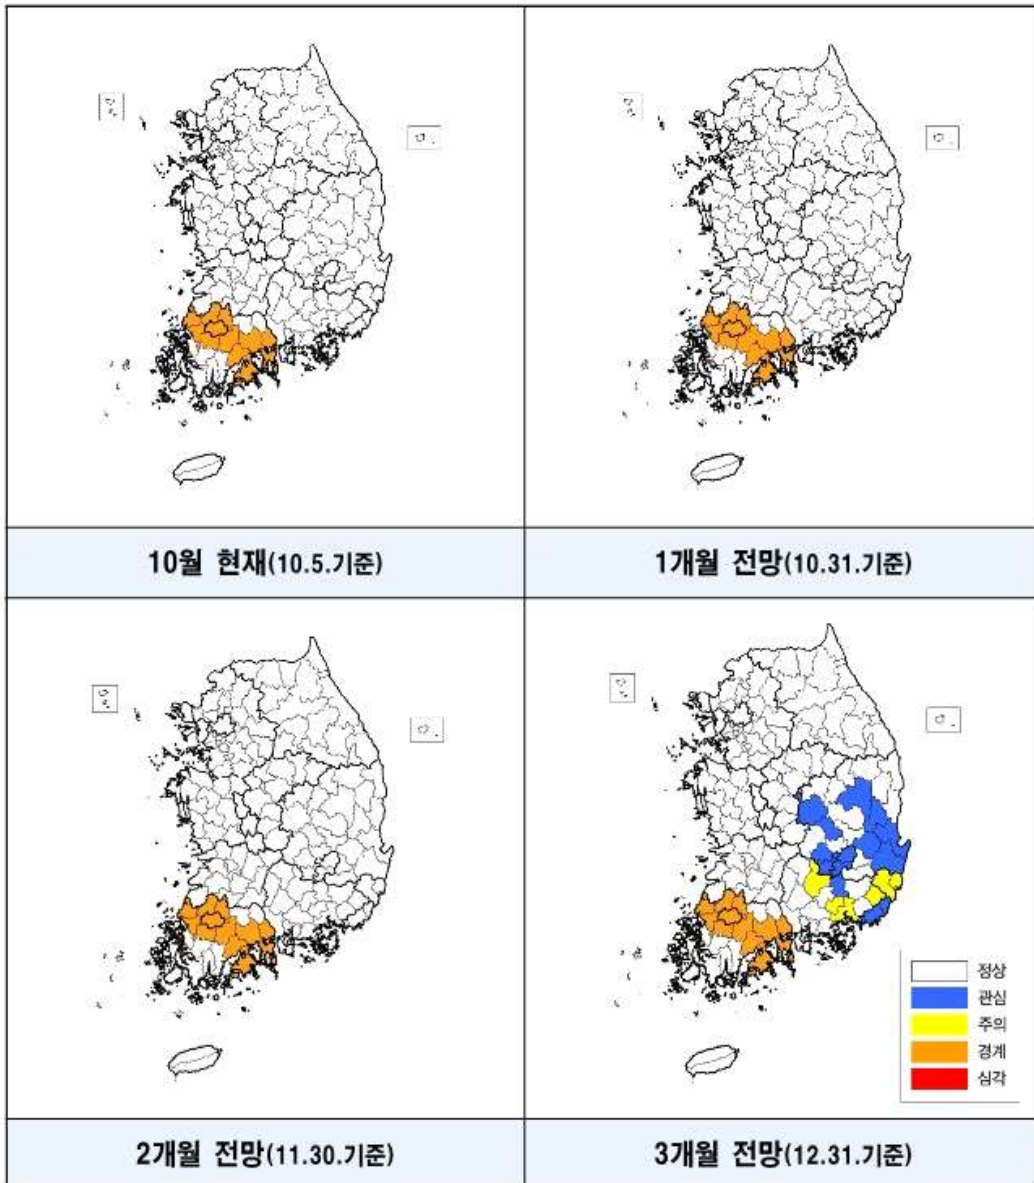 10월 현재(10.5.기준)
1개월 전망(10.31.기준)
정상
관심
주의
경계
심각
2개월 전망(11.30.기준)
3개월 전망(12.31.기준)